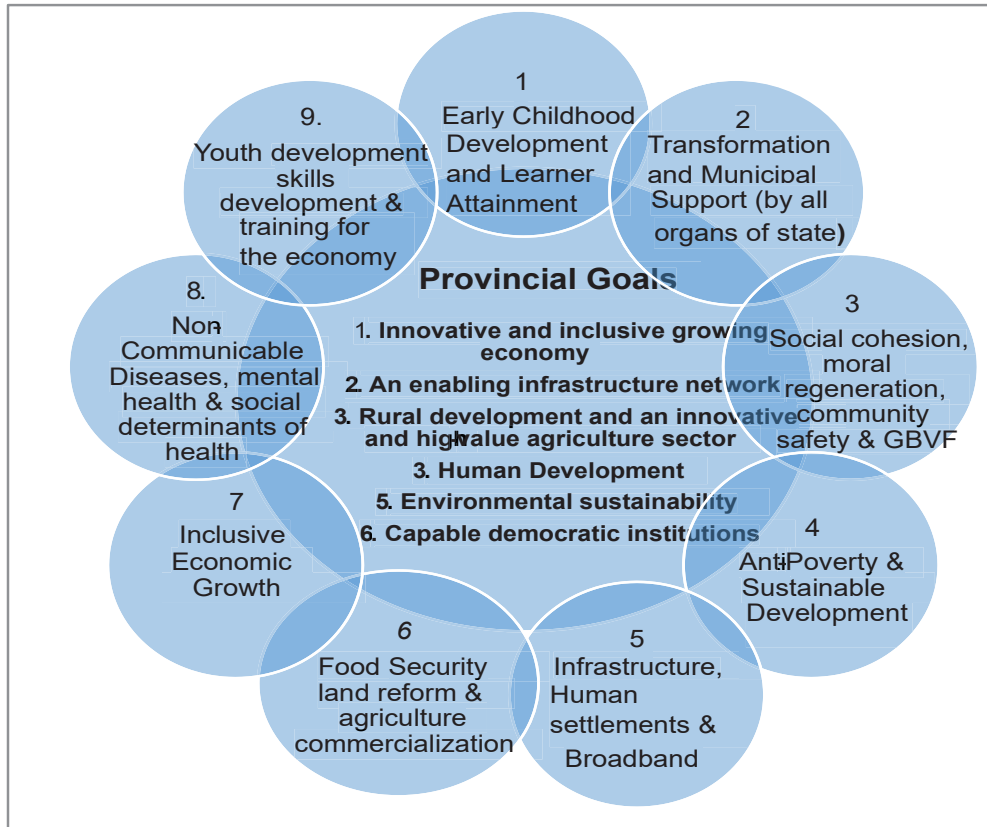 1
Early Childhood
Development
and Learner
Attainment
2
Transformation
and Municipal
Support (by all
organs of state)
3
Social cohesion,
moral
regeneration,
community
safety & GBVF
4
Anti-Poverty &
Sustainable
Development
5
Infrastructure,
Human
settlements &
Broadband
6
Food Security
land reform &
agriculture
commercialization
7
Inclusive
Economic
Growth
8.
Non-
Communicable
Diseases, mental
health & social
determinants of
health
9.
Youth development
skills
development &
training for
the economy
Provincial Goals
1. Innovative and inclusive growing
economy
2. An enabling infrastructure network
3. Rural development and an innovative
and high-value agriculture sector
3. Human Development
5. Environmental sustainability
6. Capable democratic institutions